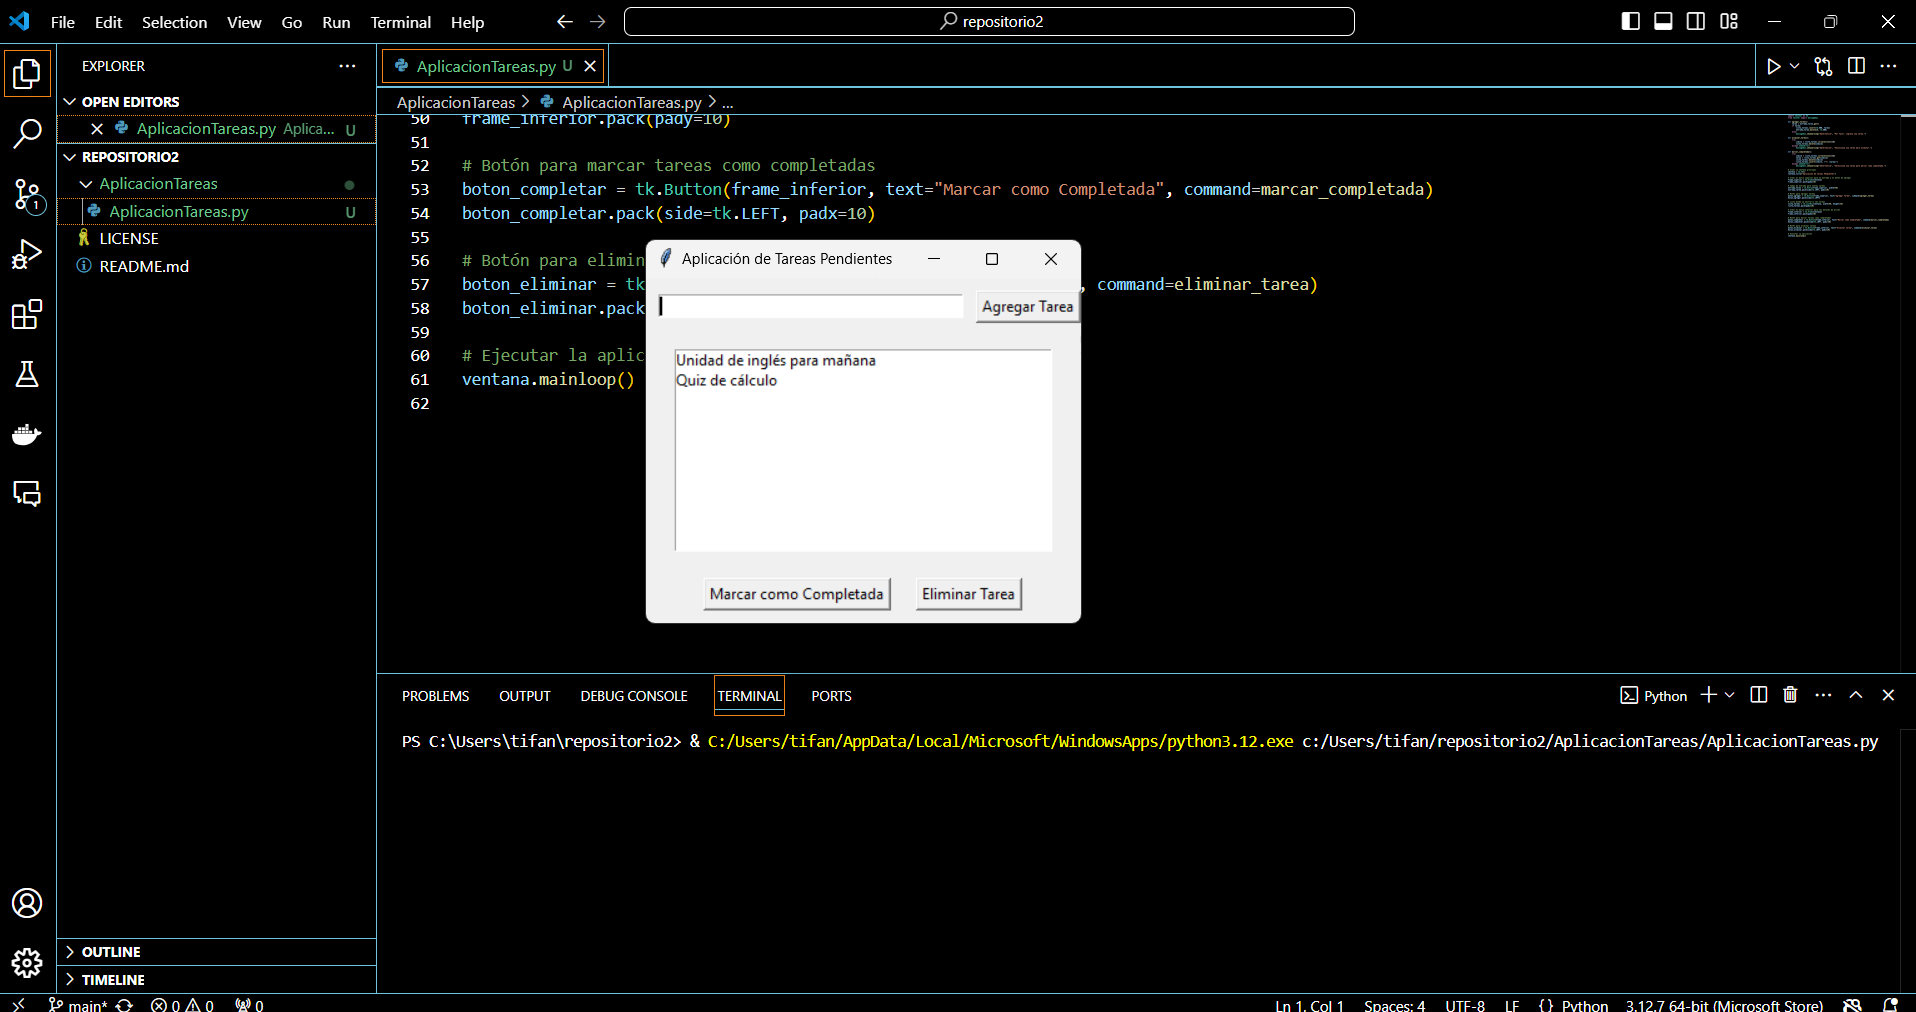 File Edit Selection View Go Run Terminal Help
repositorio2
EXPLORER
OPEN EDITORS
AplicacionTareas.py Aplica... U
REPOSITORIO2
AplicacionTareas
AplicacionTareas.py U
LICENSE
README.md
OUTLINE
TIMELINE
AplicacionTareas.py U
AplicacionTareas > AplicacionTareas.py > ...
50 frame_inferior.pack(pady=10)
51
52 # Botón para marcar tareas como completadas
53 boton_completar = tk.Button(frame_inferior, text="Marcar como Completada", command=marcar_completada)
54 boton_completar.pack(side=tk.LEFT, padx=10)
55
56 # Botón para elimin
57 boton_eliminar = tk , command=eliminar_tarea)
58 boton_eliminar.pack
59
60 # Ejecutar la aplic
61 ventana.mainloop()
62
Aplicación de Tareas Pendientes
Agregar Tarea
Unidad de inglés para mañana
Quiz de cálculo
Marcar como Completada Eliminar Tarea
PROBLEMS OUTPUT DEBUG CONSOLE TERMINAL PORTS
Python
PS C:\Users\tifan\repositorio2> & C:/Users/tifan/AppData/Local/Microsoft/WindowsApps/python3.12.exe c:/Users/tifan/repositorio2/AplicacionTareas/AplicacionTareas.py
1
main* 0 0 0
Ln 1, Col 1 Spaces: 4 UTF-8 LF {} Python 3.12.7 64-bit (Microsoft Store)